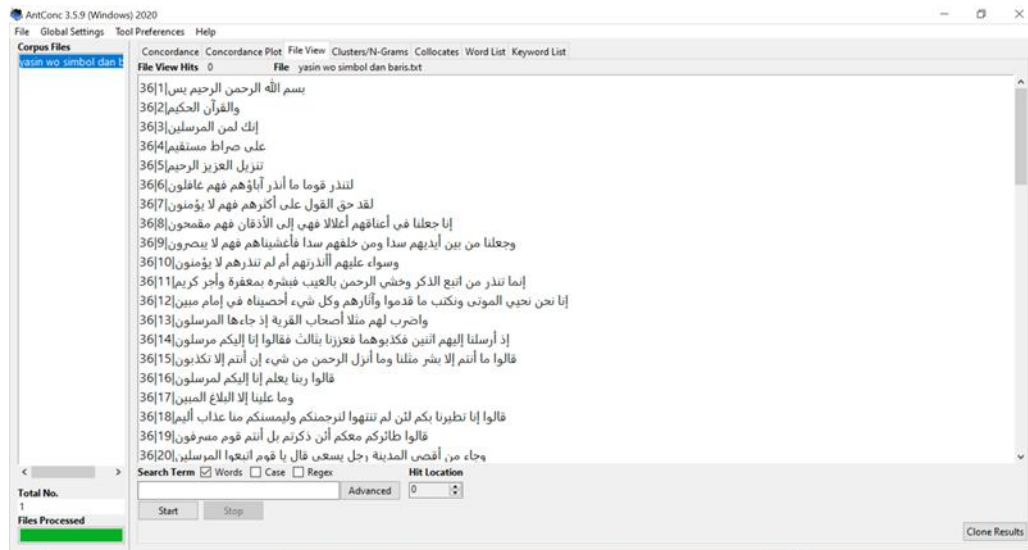 AntConc 3.5.9 (Windows) 2020
File Global Settings Tool Preferences Help
Corpus Files
yasin wo simbol dan b
Concordance Concordance Plot File View Clusters/N-Grams Collocates Word List Keyword List
File View Hits 0 File yasin wo simbol dan baris.txt
36|1|بسم الله الرحمن الرحيم يس
36|2|والقرآن الحكيم
36|3|إنك لمن المرسلين
36|4|على صراط مستقيم
36|5|تنزيل العزيز الرحيم
36|6|لتنذر قوما ما أنذر آباؤهم فهم غافلون
36|7|لقد حق القول على أكثرهم فهم لا يؤمنون
36|8|إنا جعلنا في أعناقهم أغلالا فهي إلى الأذقان فهم مقمحون
36|9|وجعلنا من بين أيديهم سدا ومن خلفهم سدا فأغشيناهم فهم لا يبصرون
36|10|وسواء عليهم أأنذرتهم أم لم تنذرهم لا يؤمنون
36|11|إنما تنذر من اتبع الذكر وخشي الرحمن بالغيب فبشره بمغفرة وأجر كريم
36|12|إنا نحن نحيي الموتى ونكتب ما قدموا وآثارهم وكل شيء أحصيناه في إمام مبين
36|13|واضرب لهم مثلا أصحاب القرية إذ جاءها المرسلون
36|14|إذ أرسلنا إليهم اثنين فكذبوهما فعززنا بثالث فقالوا إنا إليكم مرسلون
36|15|قالوا ما أنتم إلا بشر مثلنا وما أنزل الرحمن من شيء إن أنتم إلا تكذبون
36|16|قالوا ربنا يعلم إنا إليكم لمرسلون
36|17|وما علينا إلا البلاغ المبين
36|18|قالوا إنا تطيرنا بكم لئن لم تنتهوا لنرجمنكم وليمسنكم منا عذاب أليم
36|19|قالوا طائركم معكم أئن ذكرتم بل أنتم قوم مسرفون
36|20|وجاء من أقصى المدينة رجل يسعى قال يا قوم اتبعوا المرسلين
Search Term Words Case Regex Hit Location
Advanced 0
Total No.
1
Start Stop
Files Processed
Clone Results